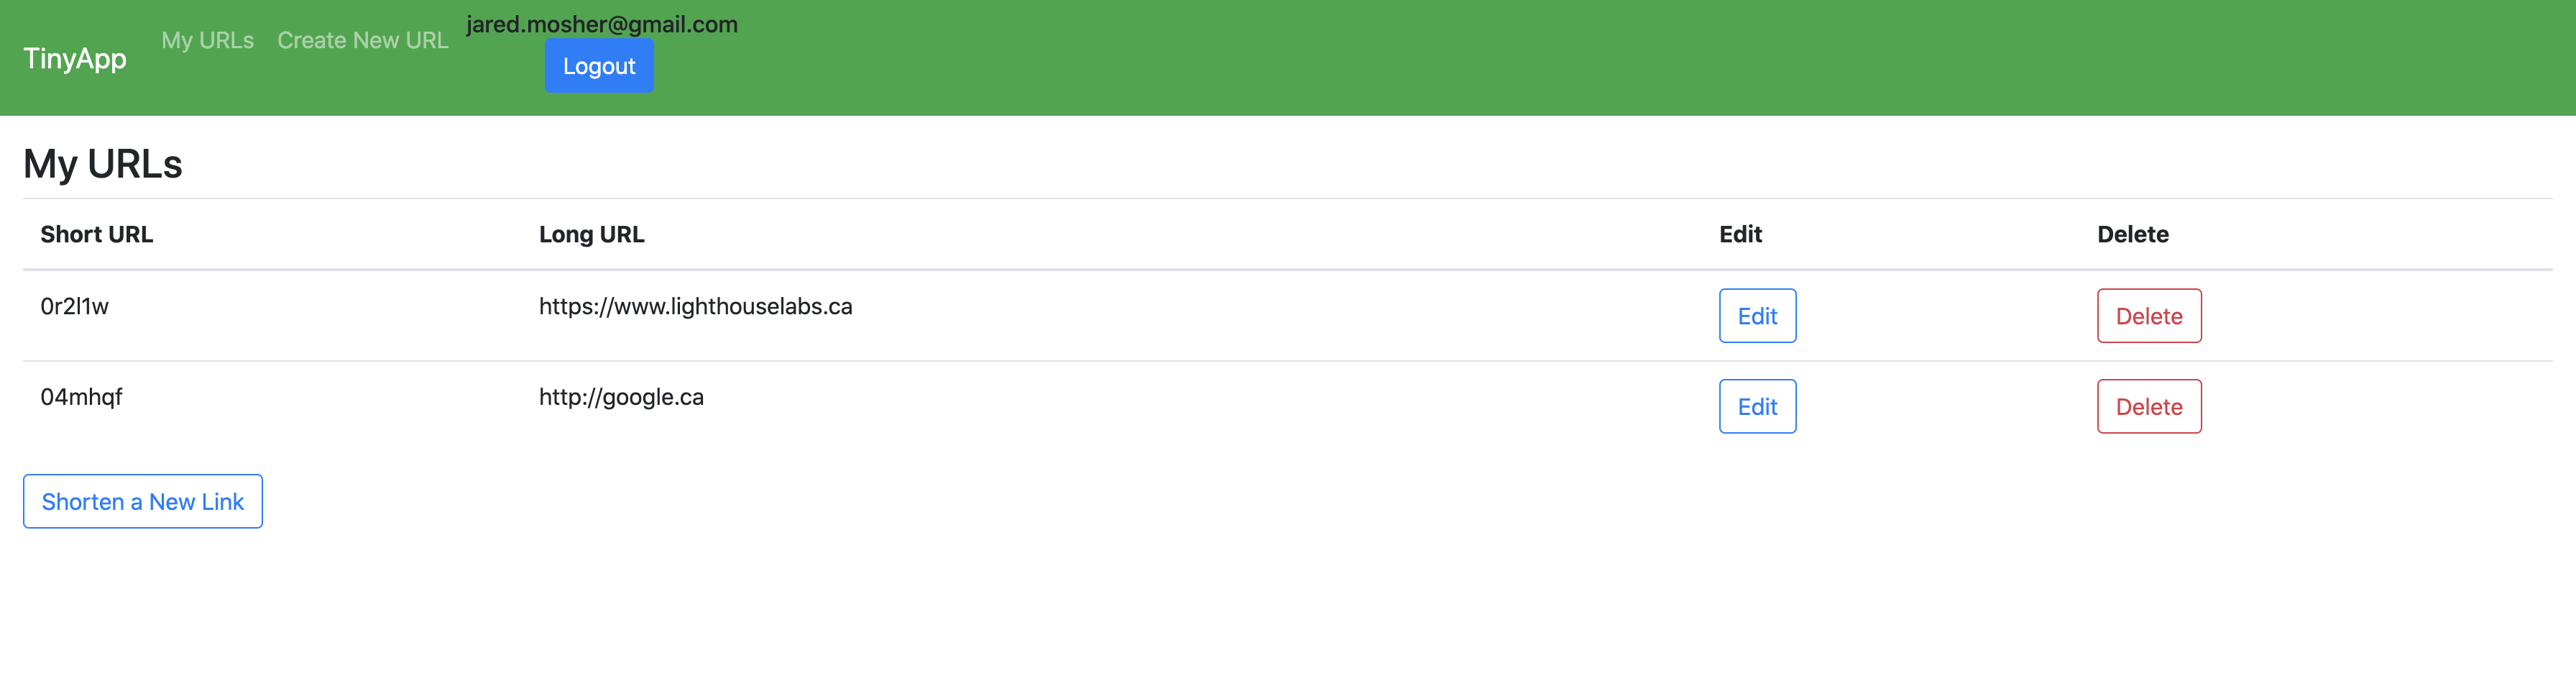 TinyApp My URLs Create New URL jared.mosher@gmail.com
Logout
My URLs
Short URL Long URL Edit Delete
0r2l1w https://www.lighthouselabs.ca Edit Delete
04mhqf http://google.ca Edit Delete
Shorten a New Link